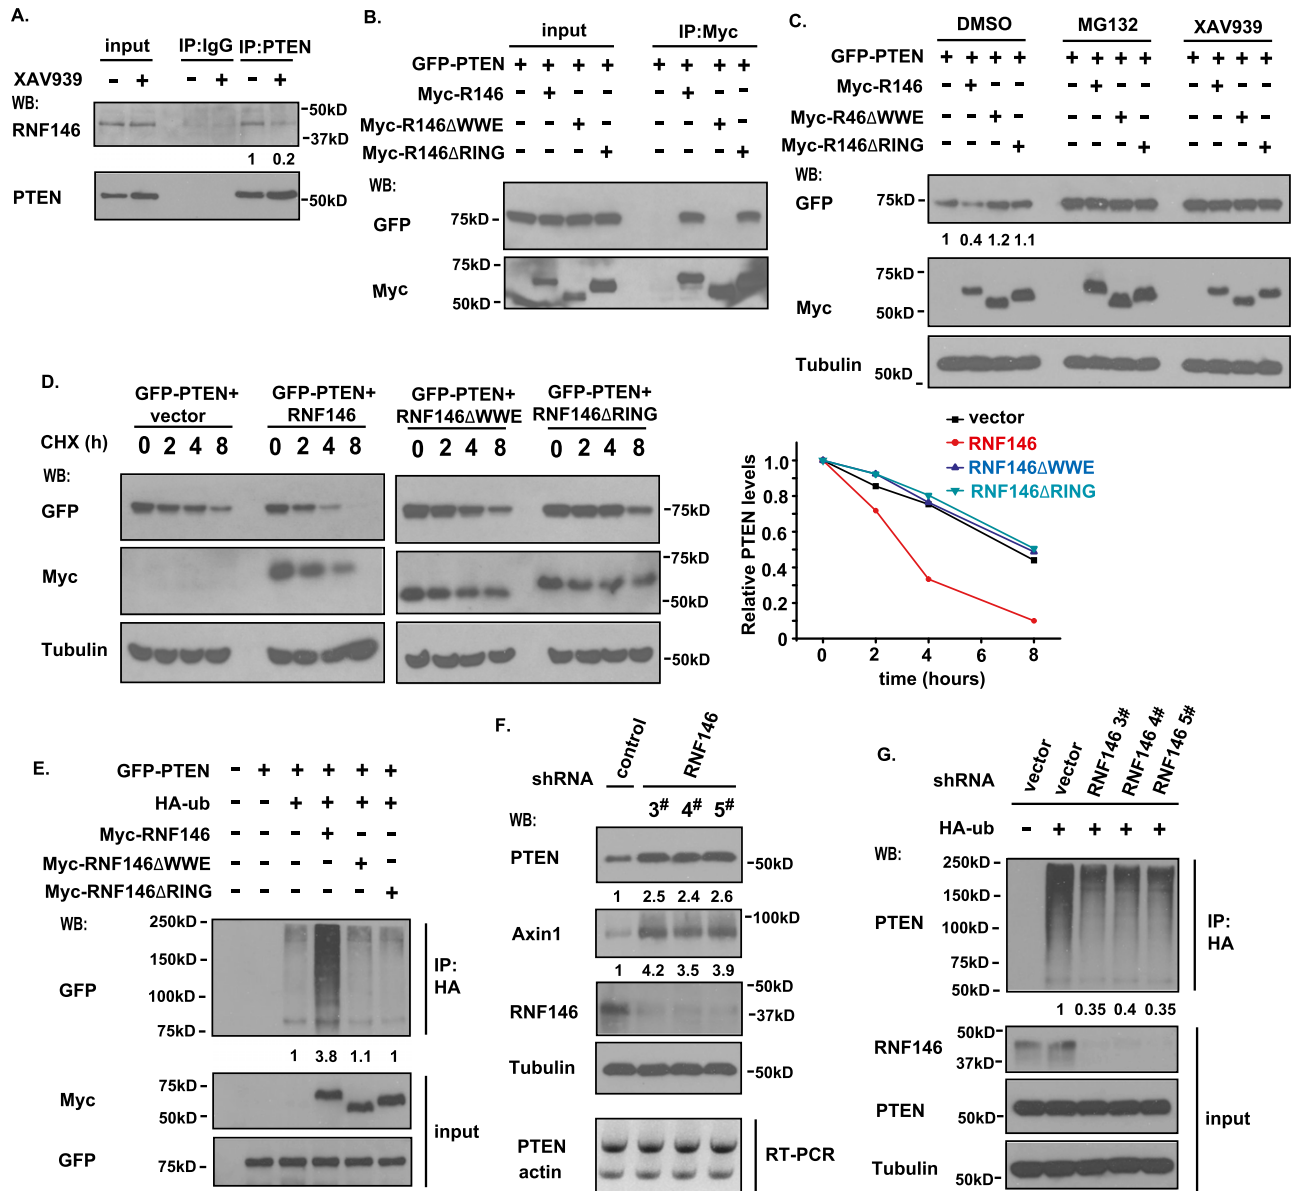 A.
input IP:IgG IP:PTEN
XAV939 - + - + - +
WB:
RNF146
-50kD
-37kD
1 0.2
PTEN
-50kD
B.
input IP:Myc
GFP-PTEN + + + + + + + +
Myc-R146 - + - - - + - -
Myc-R146ΔWWE - - + - - - + -
Myc-R146ΔRING - - - + - - - +
WB:
GFP 75kD-
75kD-
Myc
50kD-
C.
DMSO MG132 XAV939
GFP-PTEN + + + + + + + + + + + +
Myc-R146 - + - - - + - - - + - -
Myc-R46ΔWWE - - + - - - + - - - + -
Myc-R146ΔRING - - - + - - - + - - - +
WB:
GFP 75kD-
1 0.4 1.2 1.1
75kD-
Myc 50kD-
Tubulin
50kD -
D.
GFP-PTEN+ vector
GFP-PTEN+ RNF146
GFP-PTEN+ RNF146ΔWWE
GFP-PTEN+ RNF146ΔRING
CHX (h) 0 2 4 8 0 2 4 8 0 2 4 8 0 2 4 8
WB:
GFP -75kD
-75kD
Myc
-50kD
Tubulin -50kD
vector
RNF146
RNF146ΔWWE
RNF146ΔRING
Relative PTEN levels
1.0
0.8
0.6
0.4
0.2
0
0 2 4 6 8
time (hours)
E.
GFP-PTEN - + + + + +
HA-ub - - + + + +
Myc-RNF146 - - - + - -
Myc-RNF146ΔWWE - - - - + -
Myc-RNF146ΔRING - - - - - +
WB:
250kD-
150kD-
GFP
100kD-
75kD-
IP:
HA
1 3.8 1.1 1
75kD-
Myc
50kD-
GFP 75kD-
input
F.
shRNA control RNF146
3# 4# 5#
WB:
PTEN -50kD
1 2.5 2.4 2.6
-100kD
Axin1
1 4.2 3.5 3.9
-50kD
RNF146 -37kD
Tubulin -50kD
PTEN
actin
RT-PCR
G.
shRNA vector vector RNF146 3# RNF146 4# RNF146 5#
HA-ub - + + + +
WB:
250kD-
150kD-
PTEN 100kD-
75kD-
50kD-
IP:
HA
1 0.35 0.4 0.35
50kD-
RNF146
37kD-
PTEN 50kD-
Tubulin
50kD-
input